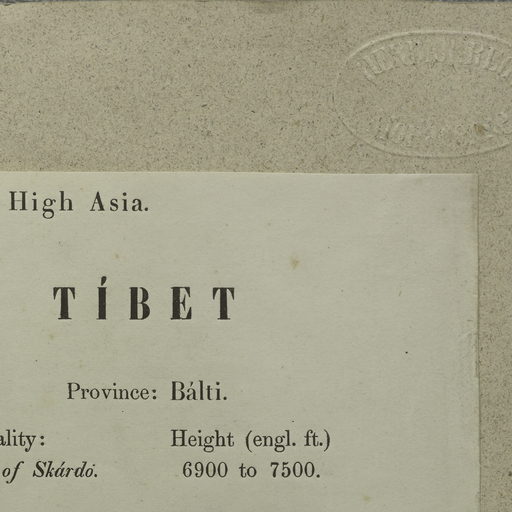 High Asia.
TÍBET
Province: Bálti.
ality: Height (engl. ft.)
of Skárdo. 6900 to 7500.